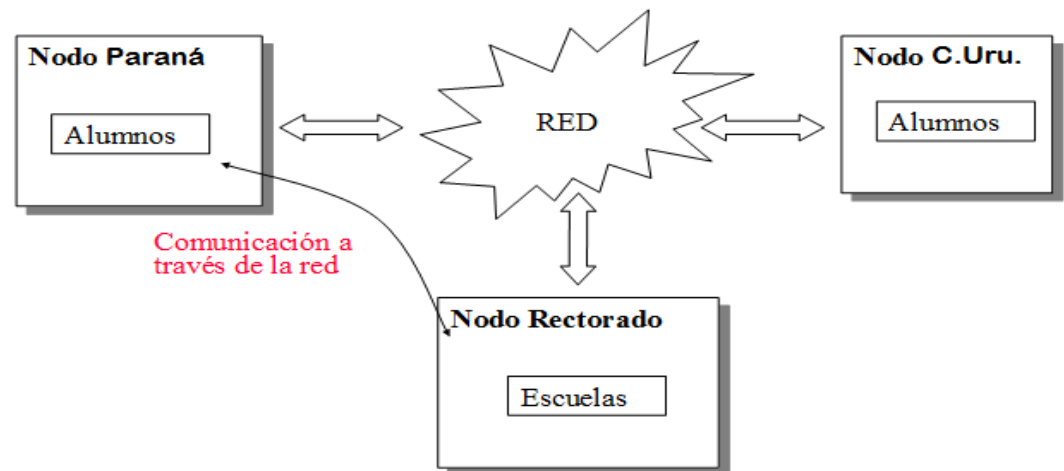 Nodo Paraná
Alumnos
RED
Nodo C.Uru.
Alumnos
Comunicación a
través de la red
Nodo Rectorado
Escuelas